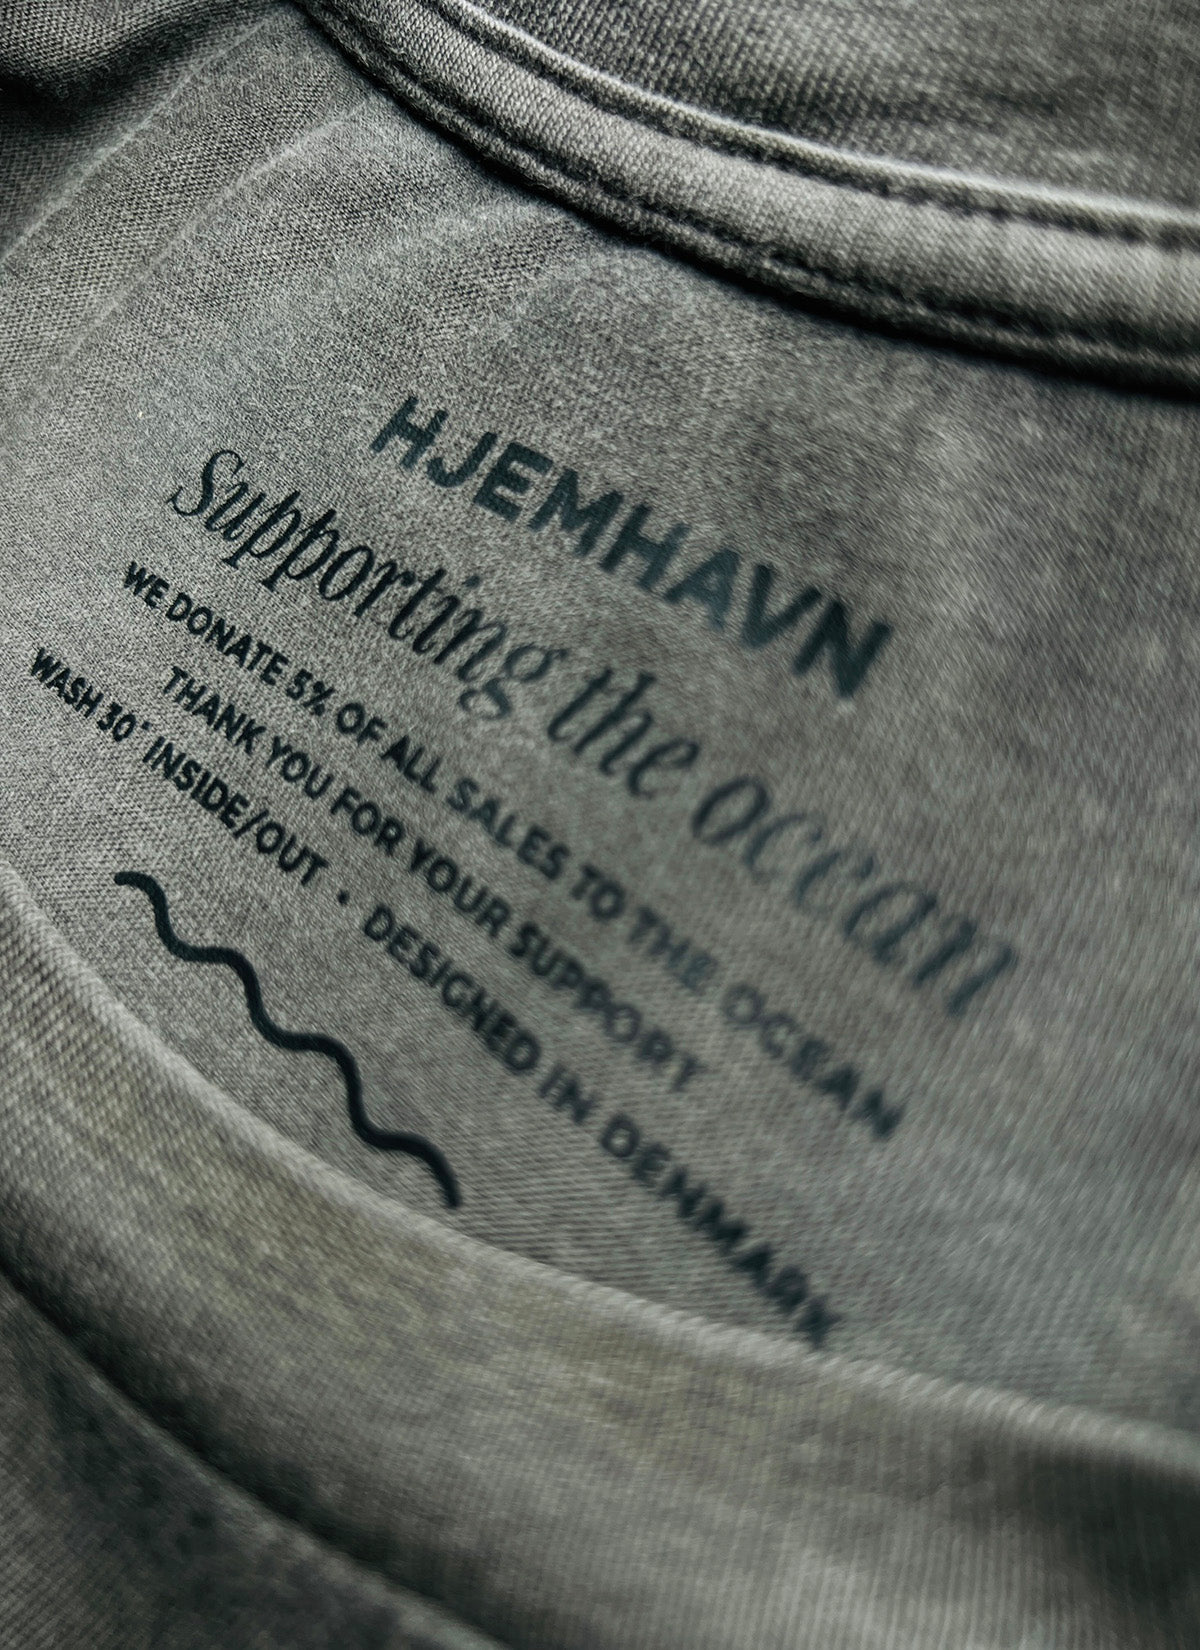 HJEMHAVN
Supporting the ocean
WE DONATE 5% OF ALL SALES TO THE OCEAN
THANK YOU FOR YOUR SUPPORT
WASH 30° INSIDE/OUT • DESIGNED IN DENMARK